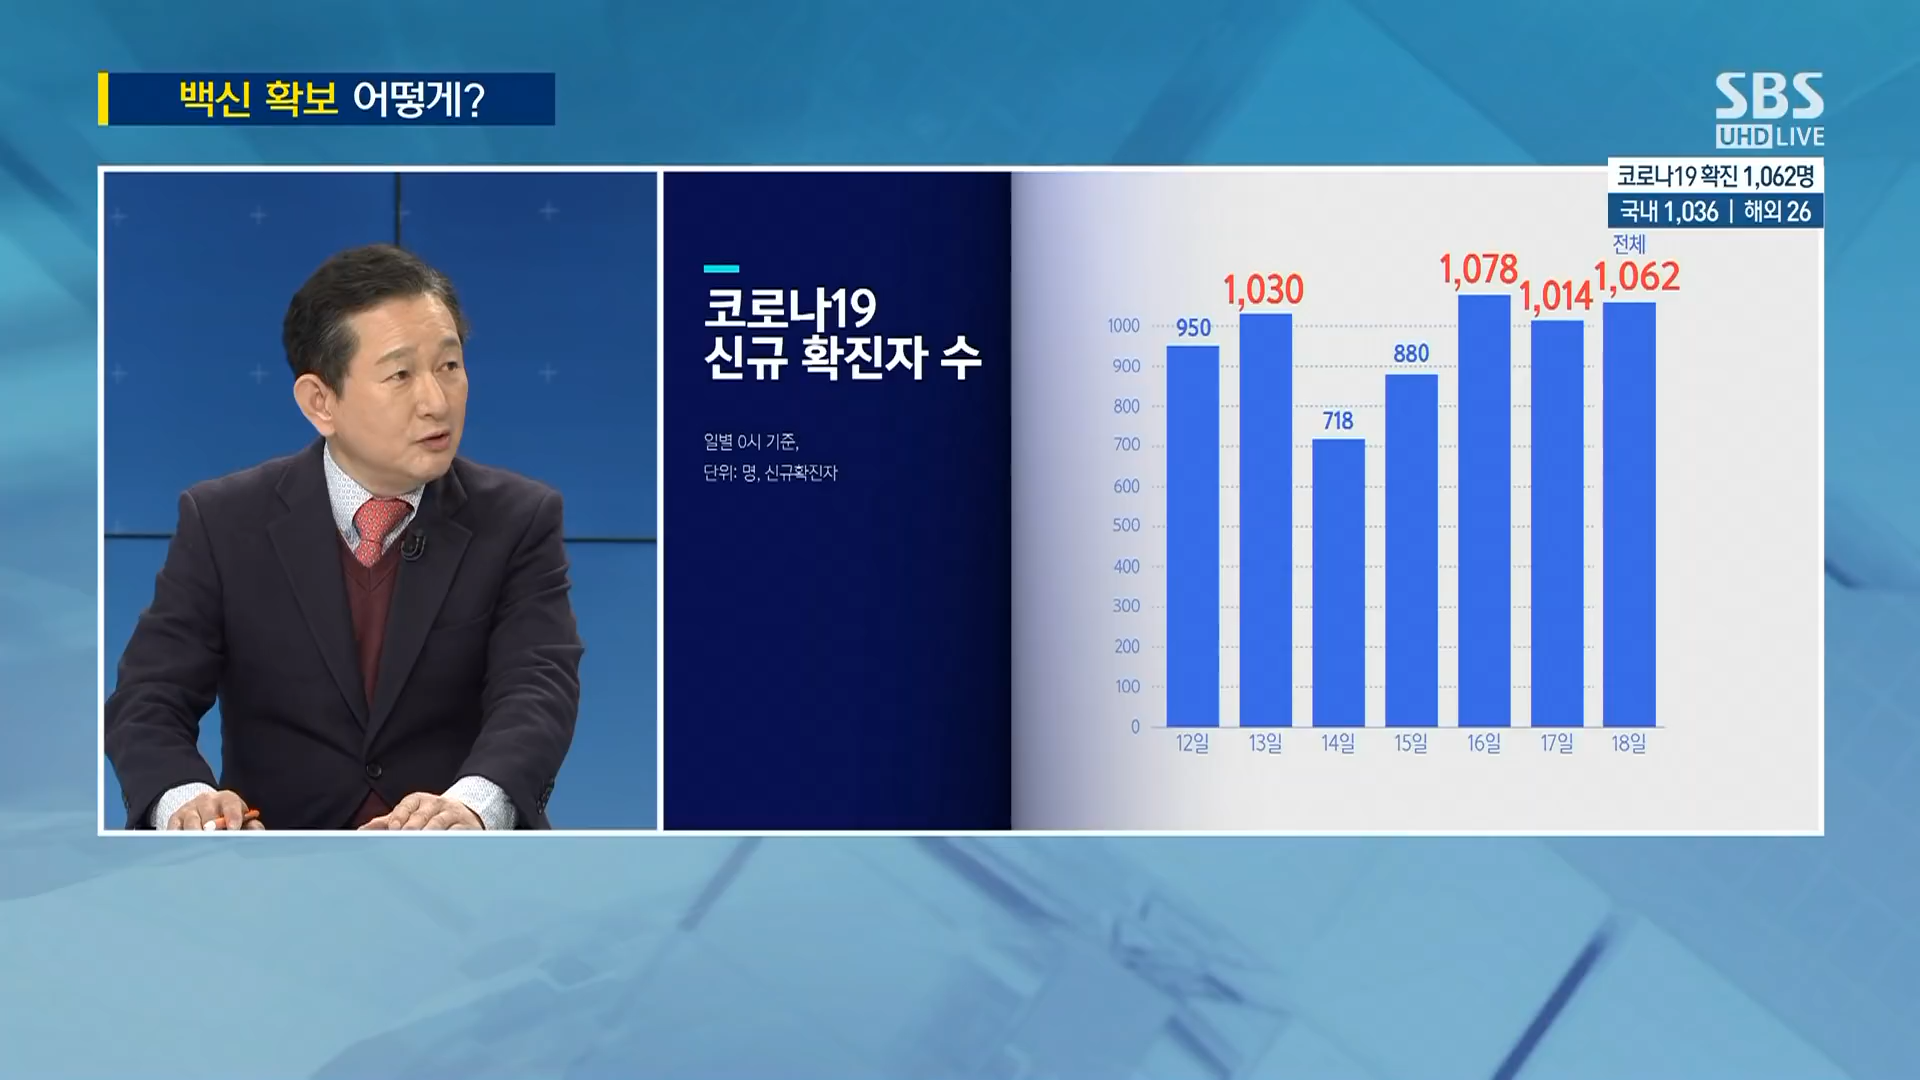 백신 확보 어떻게?
SBS
UHD LIVE
코로나19 확진 1,062명
국내 1,036 | 해외 26
코로나19
신규 확진자 수
일별 0시 기준,
단위: 명, 신규확진자
전체
950
1,030
718
880
1,078
1,014
1,062
1000
900
800
700
600
500
400
300
200
100
0
12일
13일
14일
15일
16일
17일
18일